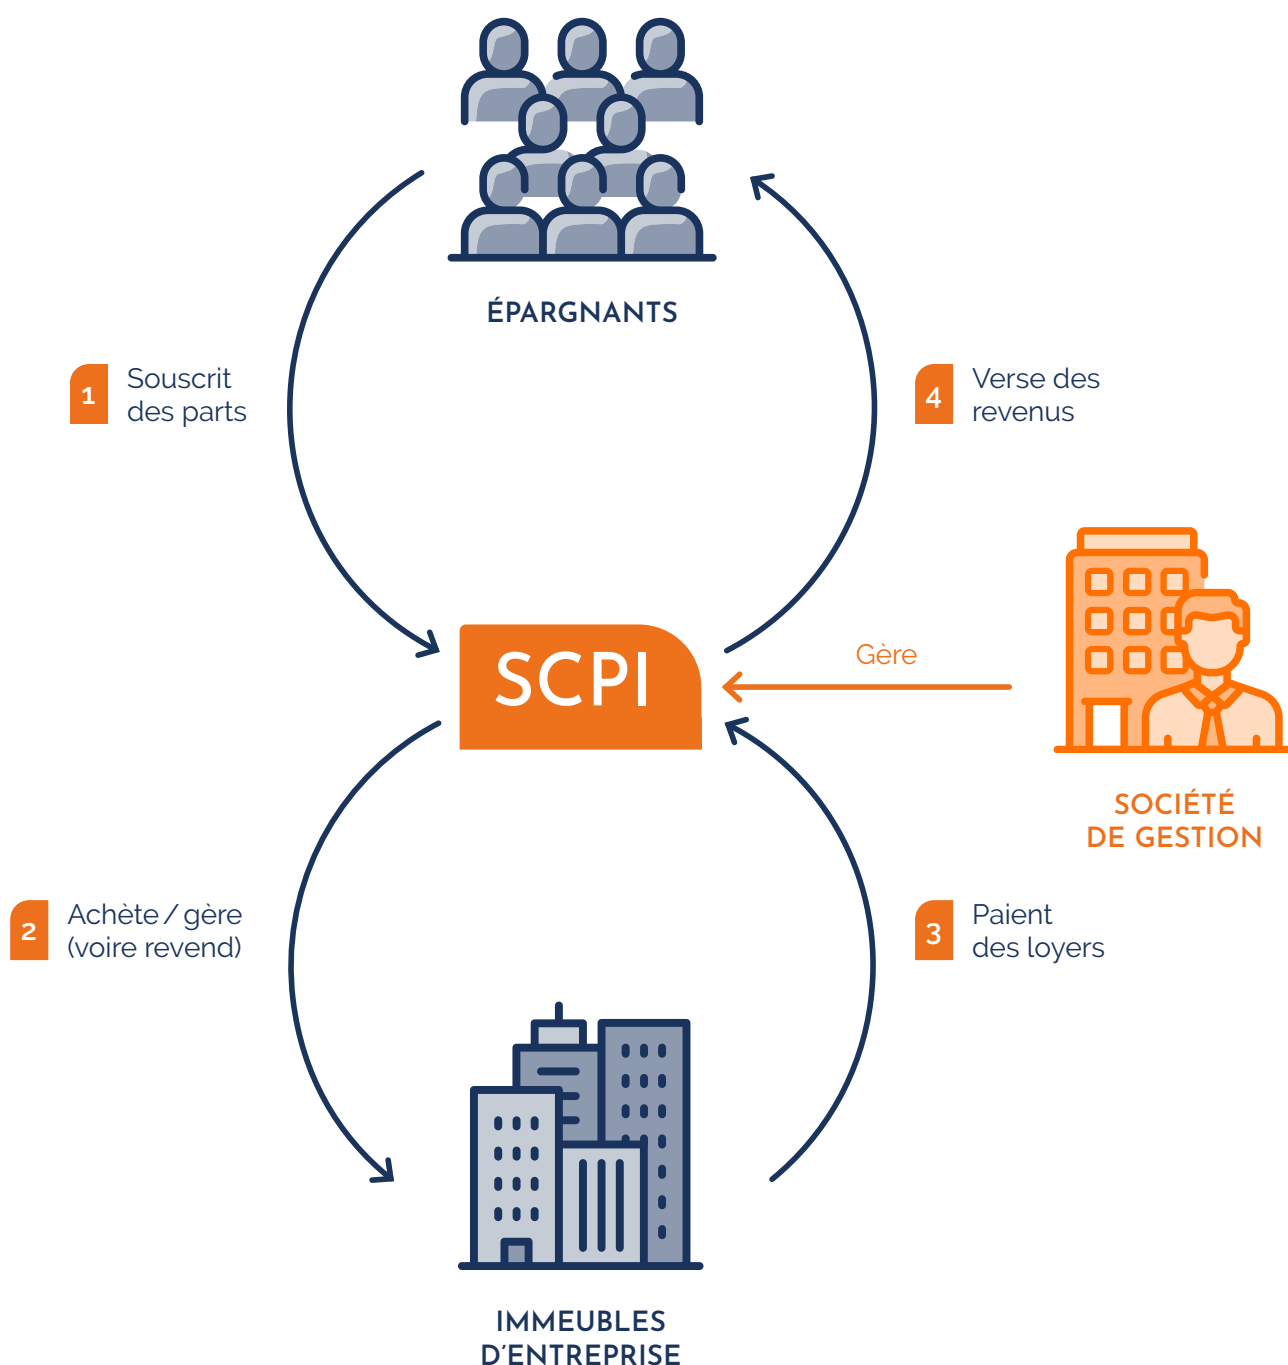 ÉPARGNANTS
1
Souscrit
des parts
4
Verse des
revenus
SCPI
Gère
SOCIÉTÉ
DE GESTION
2
Achète / gère
(voire revend)
3
Paient
des loyers
IMMEUBLES
D'ENTREPRISE